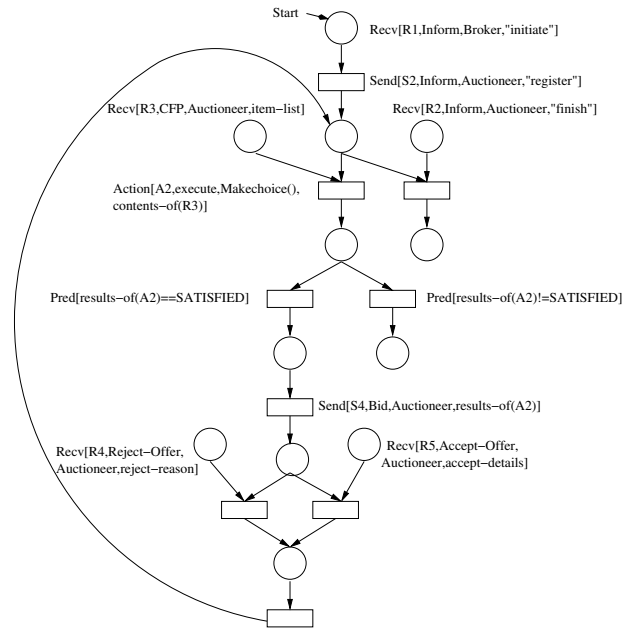 Start
Recv[R1,Inform,Broker,"initiate"]
Send[S2,Inform,Auctioneer,"register"]
Recv[R3,CFP,Auctioneer,item−list]
Recv[R2,Inform,Auctioneer,"finish"]
Action[A2,execute,Makechoice(),
contents−of(R3)]
Pred[results−of(A2)==SATISFIED]
Pred[results−of(A2)!=SATISFIED]
Send[S4,Bid,Auctioneer,results−of(A2)]
Recv[R4,Reject−Offer,
Auctioneer,reject−reason]
Recv[R5,Accept−Offer,
Auctioneer,accept−details]